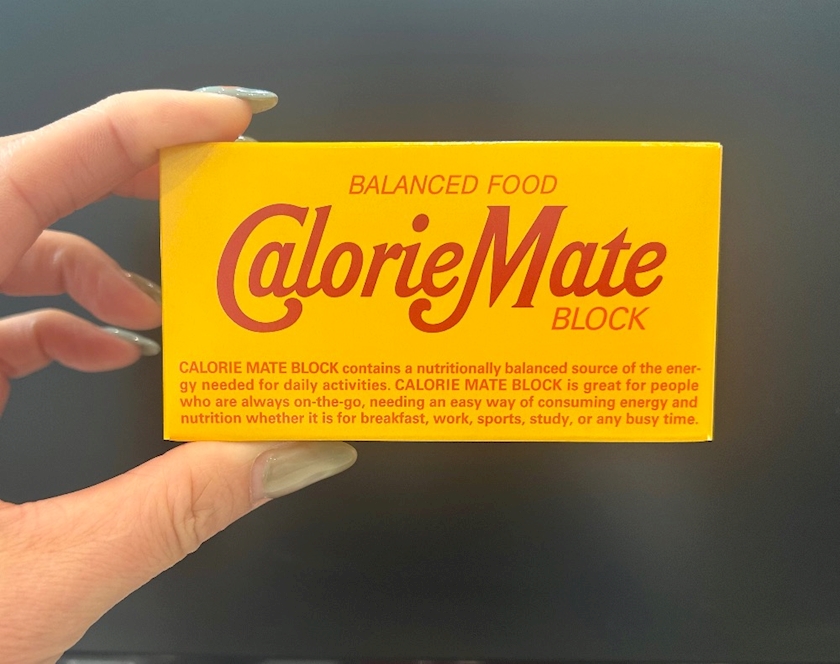 BALANCED FOOD
CalorieMate
BLOCK
CALORIE MATE BLOCK contains a nutritionally balanced source of the ener-
gy needed for daily activities. CALORIE MATE BLOCK is great for people
who are always on-the-go, needing an easy way of consuming energy and
nutrition whether it is for breakfast, work, sports, study, or any busy time.